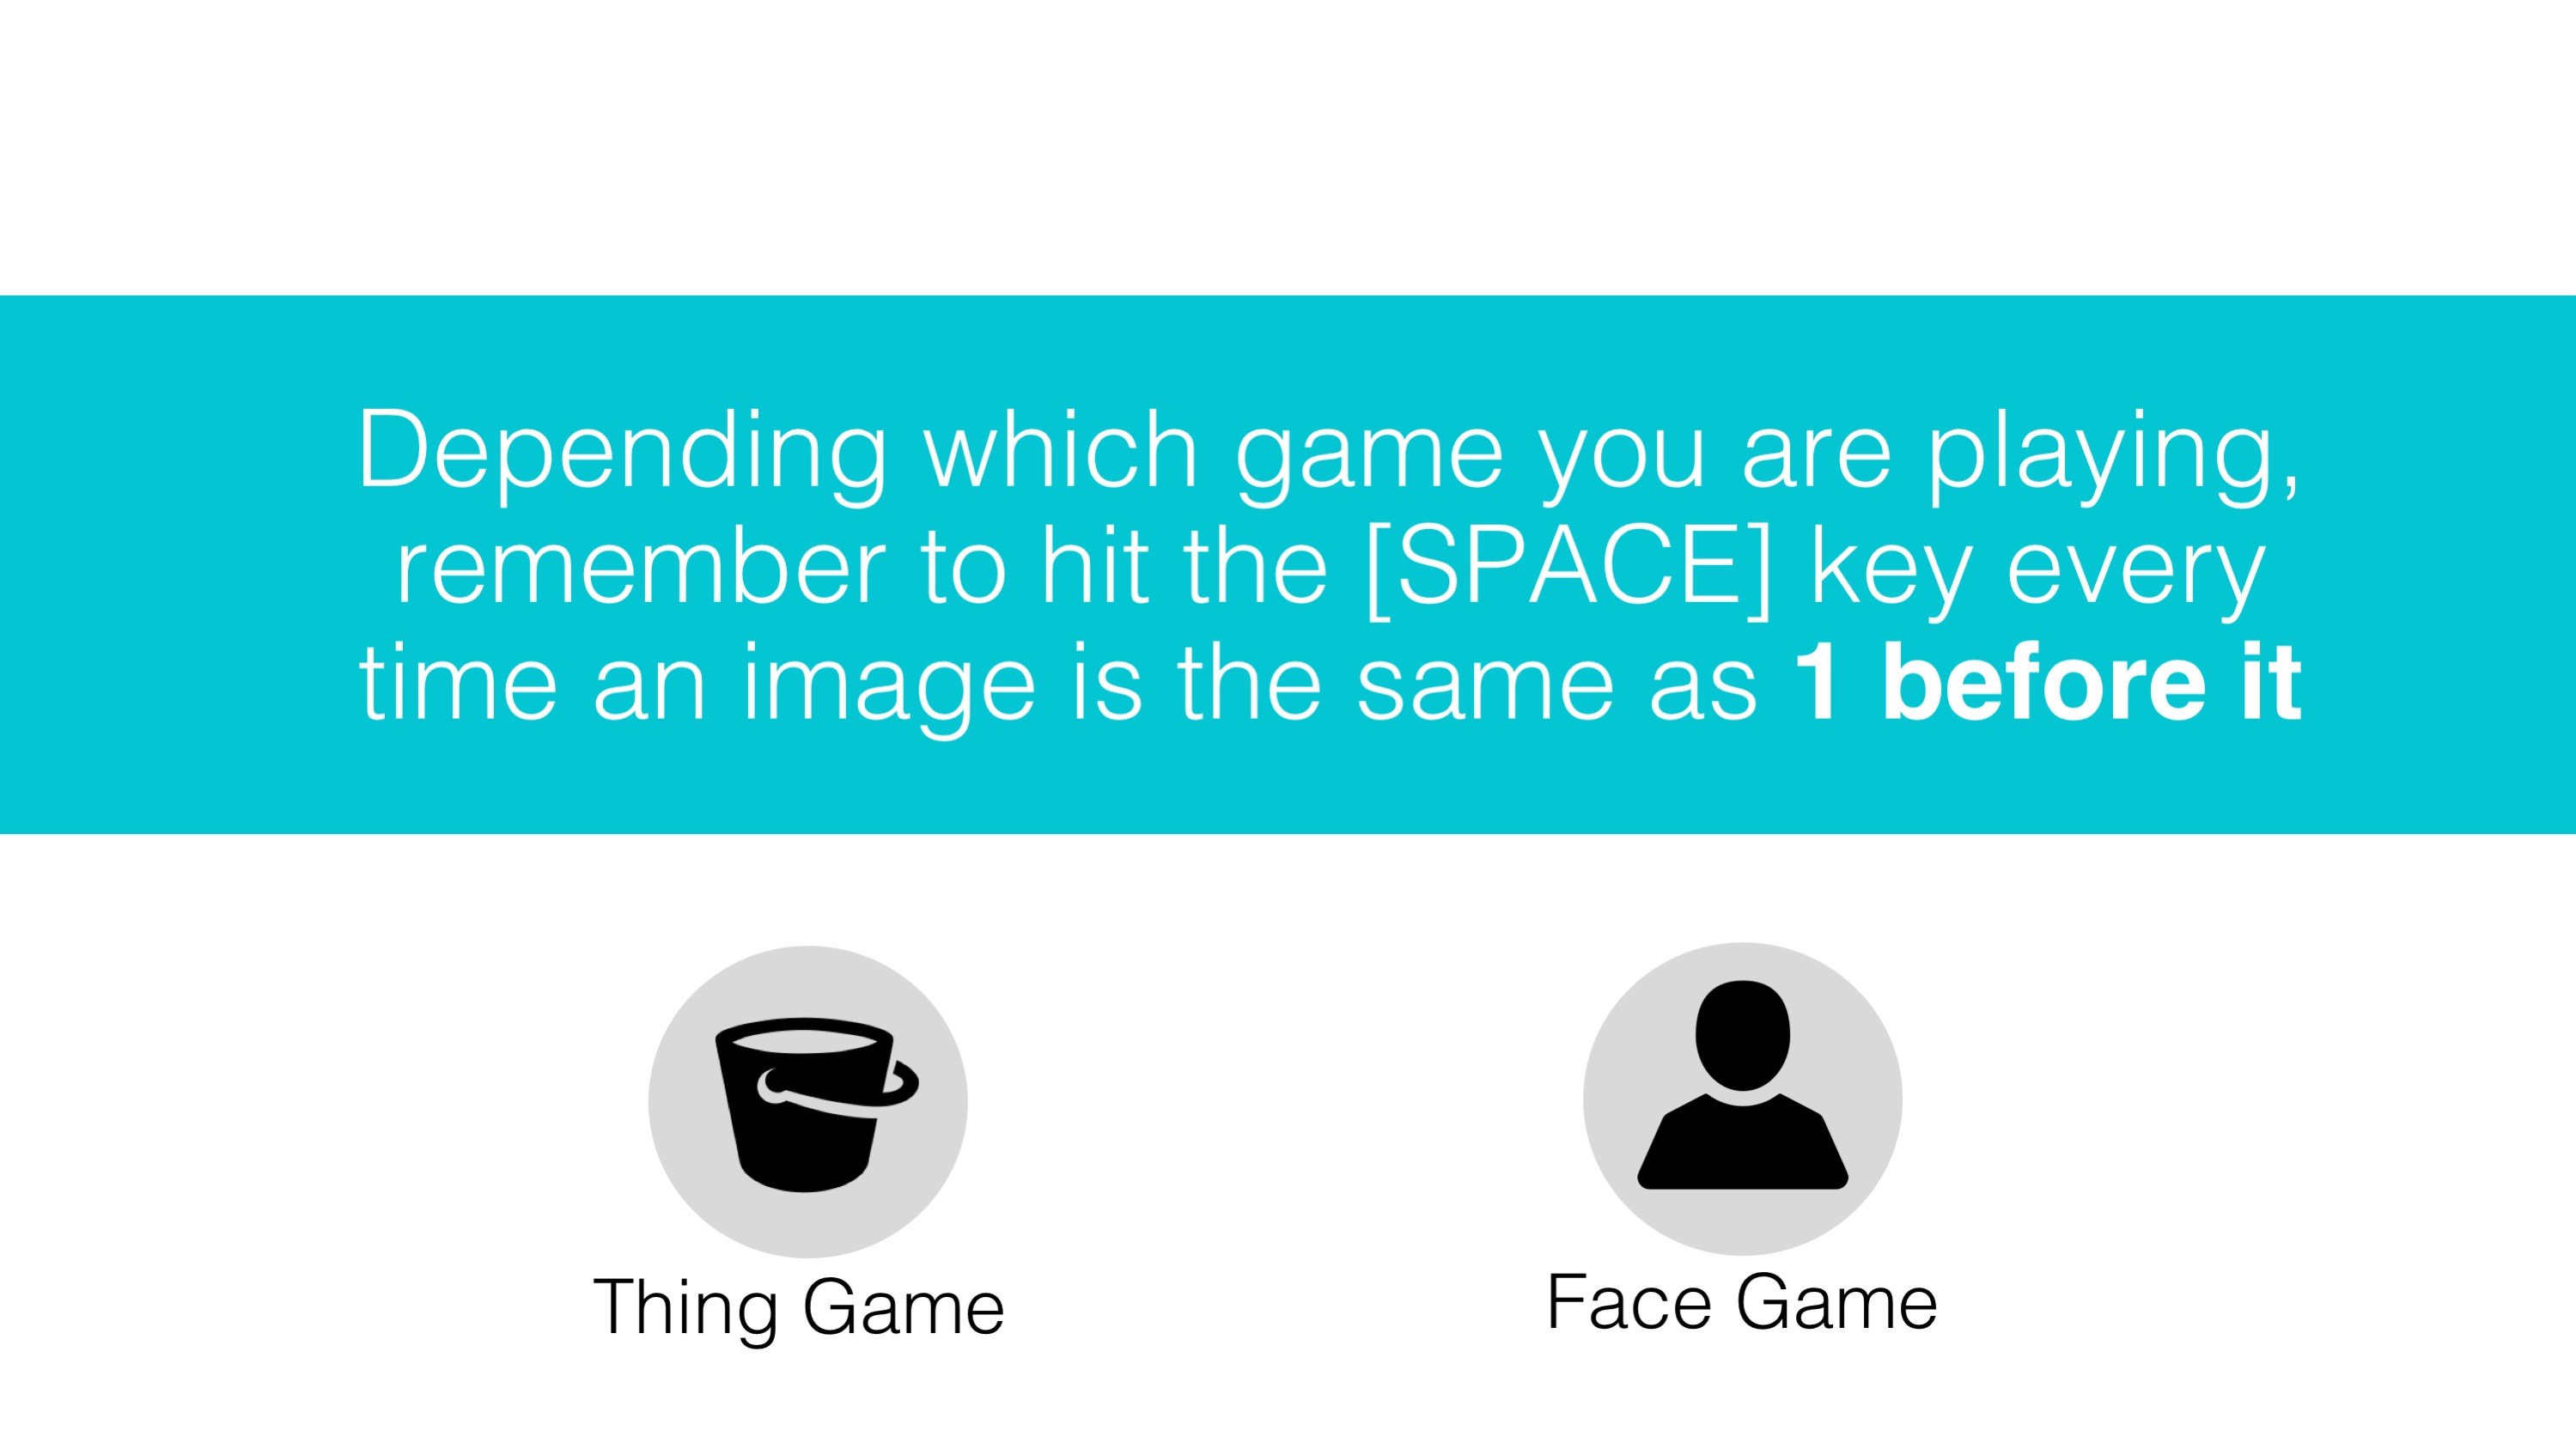 Depending which game you are playing,
remember to hit the [SPACE] key every
time an image is the same as 1 before it
Thing Game
Face Game